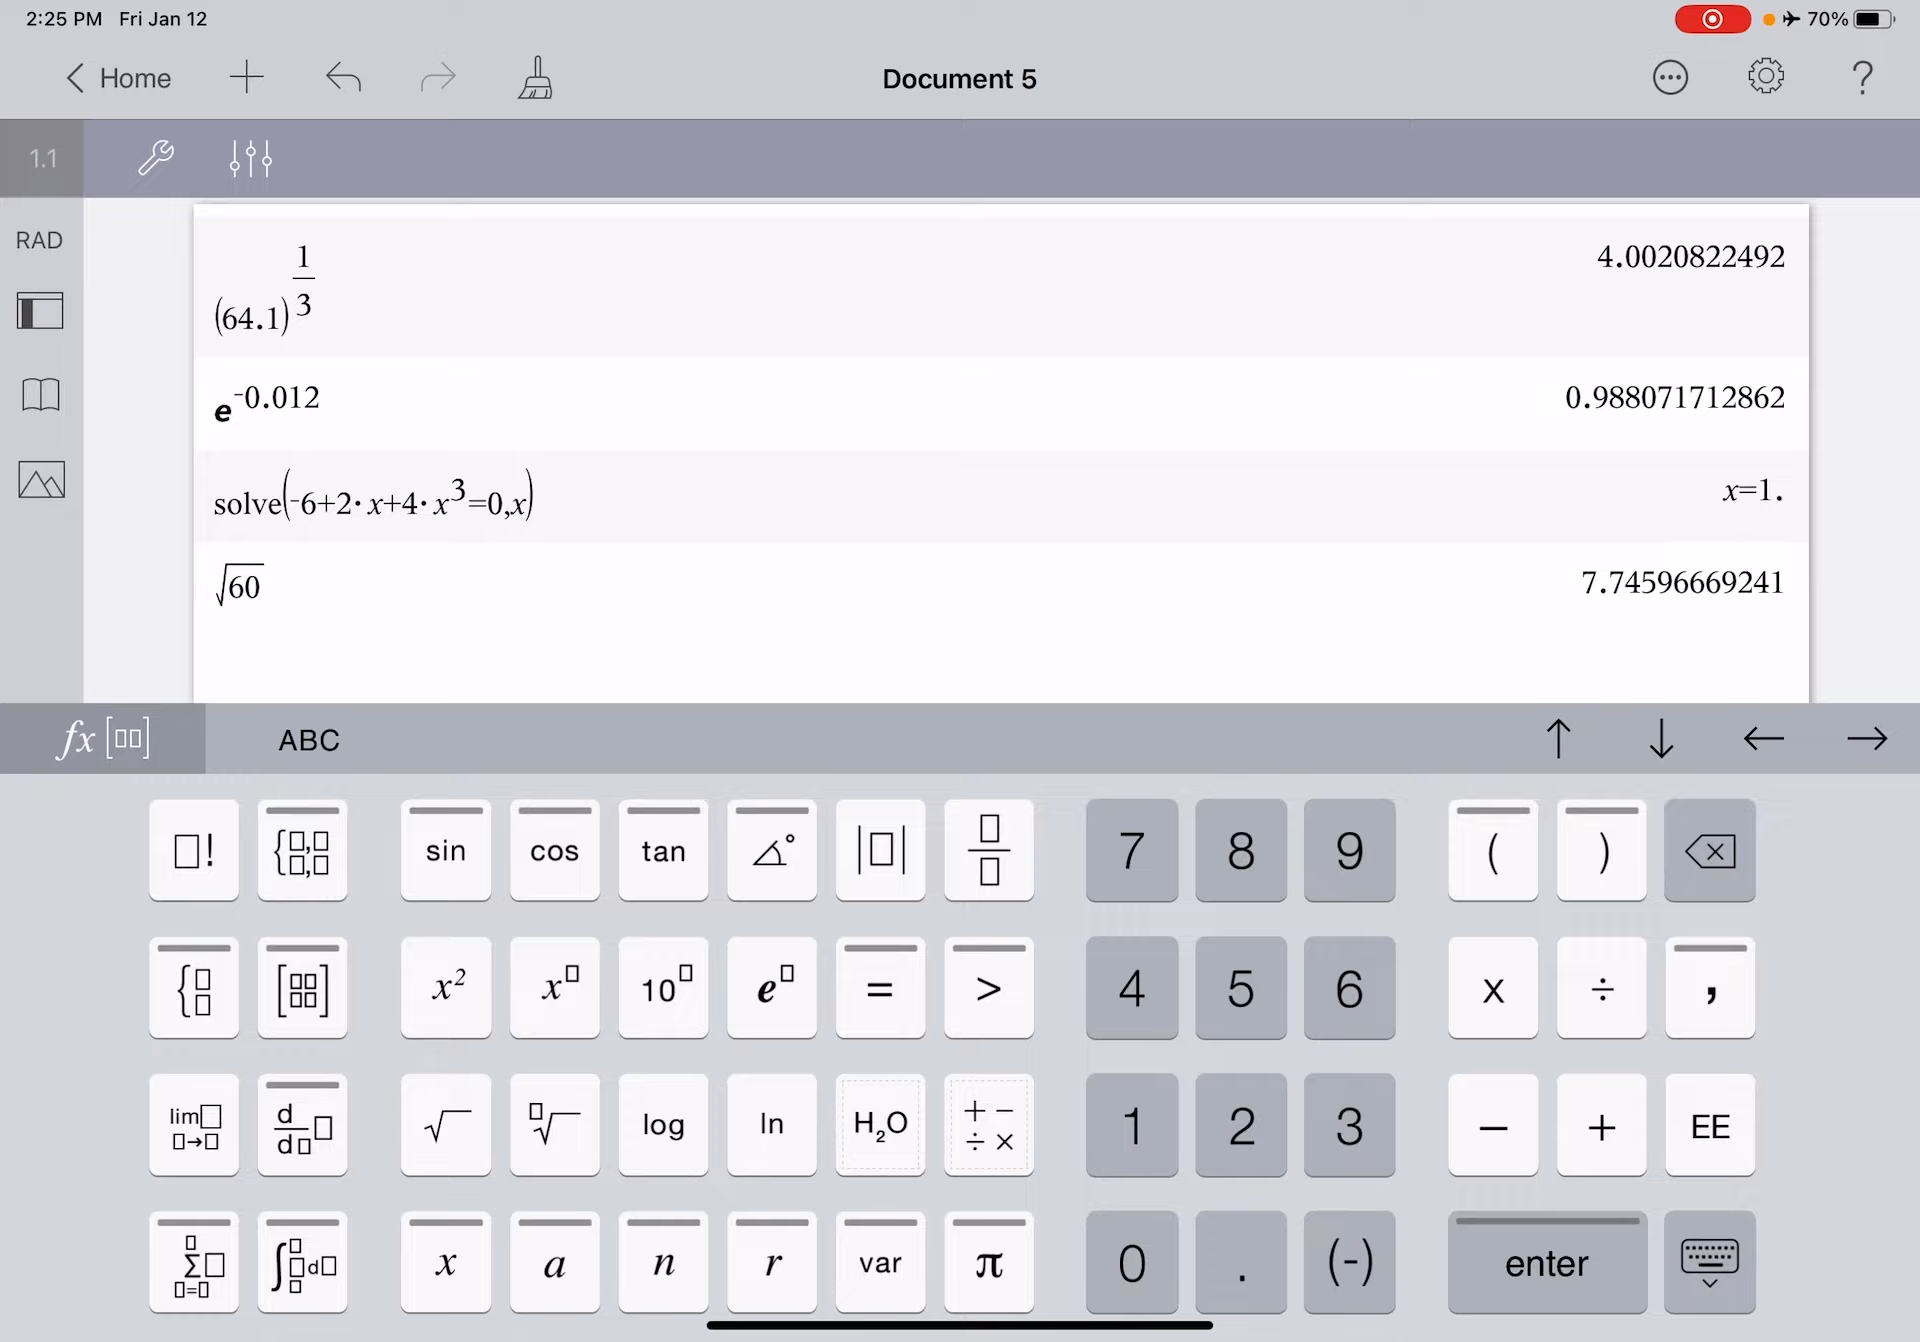 2:25 PM Fri Jan 12
70%
Home
Document 5
?
1.1
RAD
(64.1)^(1/3) 4.0020822492
e^-0.012 0.988071712862
solve(-6+2·x+4·x³=0,x) x=1.
√60 7.74596669241
fx [▯▯] ABC ↑ ↓ ← →
▯! {▯,▯ sin cos tan ∠° |▯| ▯/▯ 7 8 9 ( )
{▯ [▯▯] x² x^▯ 10^▯ e^▯ = > 4 5 6 x ÷ ,
lim▯ ▯→▯ d/d▯ ▯ √ ▯√ log ln H₂O + − ÷ × 1 2 3 − + EE
▯Σ▯ ▯=▯ ∫▯d▯ x a n r var π 0 . (-) enter